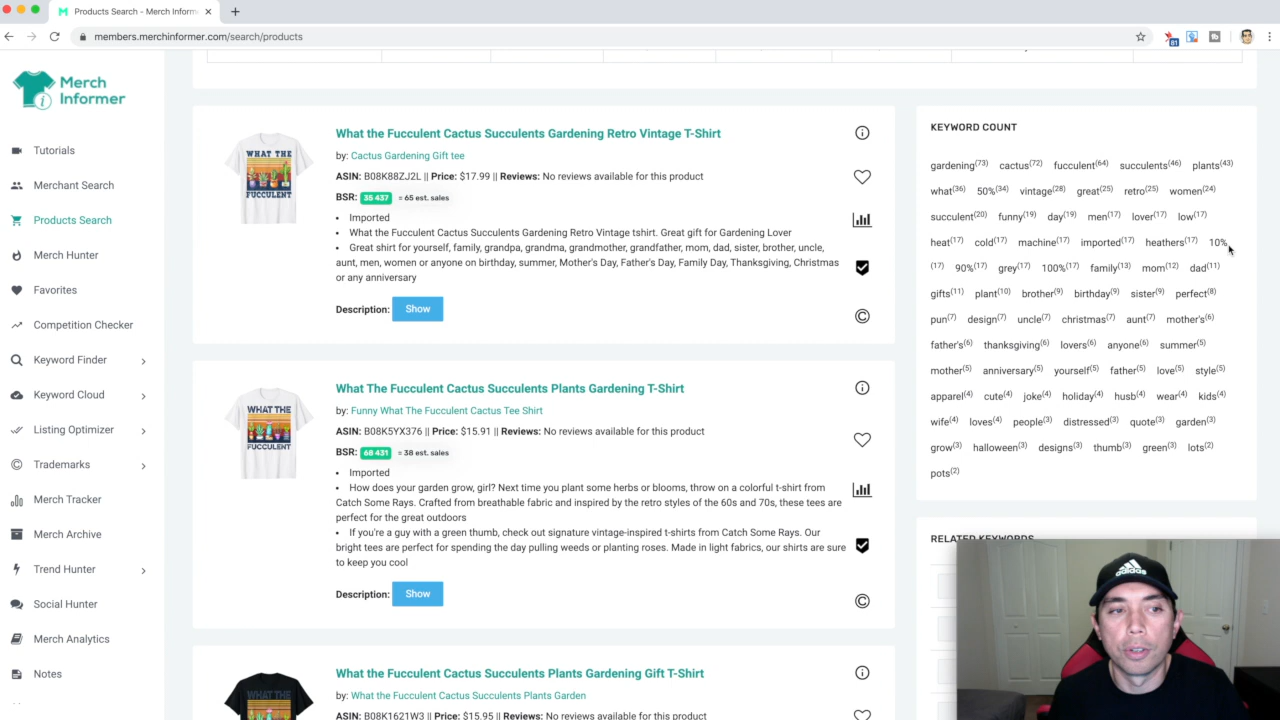 Products Search - Merch Inform
members.merchinformer.com/search/products
61
Merch
Informer
Tutorials
Merchant Search
Products Search
Merch Hunter
Favorites
Competition Checker
Keyword Finder
Keyword Cloud
Listing Optimizer
Trademarks
Merch Tracker
Merch Archive
Trend Hunter
Social Hunter
Merch Analytics
Notes
WHAT THE
FUCCULENT
What the Fucculent Cactus Succulents Gardening Retro Vintage T-Shirt
by: Cactus Gardening Gift tee
ASIN: B08K88ZJ2L || Price: $17.99 || Reviews: No reviews available for this product
BSR: 35 437 = 65 est. sales
• Imported
• What the Fucculent Cactus Succulents Gardening Retro Vintage tshirt. Great gift for Gardening Lover
• Great shirt for yourself, family, grandpa, grandma, grandmother, grandfather, mom, dad, sister, brother, uncle,
aunt, men, women or anyone on birthday, summer, Mother's Day, Father's Day, Family Day, Thanksgiving, Christmas
or any anniversary
Description: Show
WHAT THE
FUCCULENT
What The Fucculent Cactus Succulents Plants Gardening T-Shirt
by: Funny What The Fucculent Cactus Tee Shirt
ASIN: B08K5YX376 || Price: $15.91 || Reviews: No reviews available for this product
BSR: 68 431 = 38 est. sales
• Imported
• How does your garden grow, girl? Next time you plant some herbs or blooms, throw on a colorful t-shirt from
Catch Some Rays. Crafted from breathable fabric and inspired by the retro styles of the 60s and 70s, these tees are
perfect for the great outdoors
• If you're a guy with a green thumb, check out signature vintage-inspired t-shirts from Catch Some Rays. Our
bright tees are perfect for spending the day pulling weeds or planting roses. Made in light fabrics, our shirts are sure
to keep you cool
Description: Show
WHAT THE
What the Fucculent Cactus Succulents Plants Gardening Gift T-Shirt
by: What the Fucculent Cactus Succulents Plants Garden
ASIN: B08K1621W3 || Price: $15.95 || Reviews: No reviews available for this product
KEYWORD COUNT
gardening(73) cactus(72) fucculent(64) succulents(46) plants(43)
what(36) 50%(34) vintage(28) great(25) retro(25) women(24)
succulent(20) funny(19) day(19) men(17) lover(17) low(17)
heat(17) cold(17) machine(17) imported(17) heathers(17) 10%
(17) 90%(17) grey(17) 100%(17) family(13) mom(12) dad(11)
gifts(11) plant(10) brother(9) birthday(9) sister(9) perfect(8)
pun(7) design(7) uncle(7) christmas(7) aunt(7) mother's(6)
father's(6) thanksgiving(6) lovers(6) anyone(6) summer(5)
mother(5) anniversary(5) yourself(5) father(5) love(5) style(5)
apparel(4) cute(4) joke(4) holiday(4) husb(4) wear(4) kids(4)
wife(4) loves(4) people(3) distressed(3) quote(3) garden(3)
grow(3) halloween(3) designs(3) thumb(3) green(3) lots(2)
pots(2)
RELATED KEYWORDS
adidas